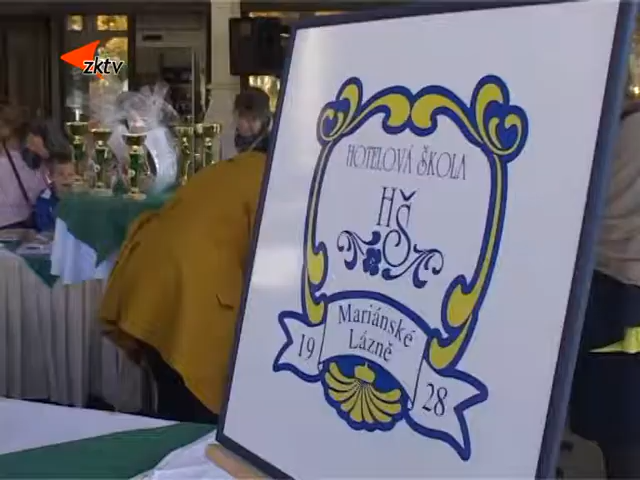 zktv
HOTELOVÁ ŠKOLA
HŠ
Mariánské
Lázně
19 28